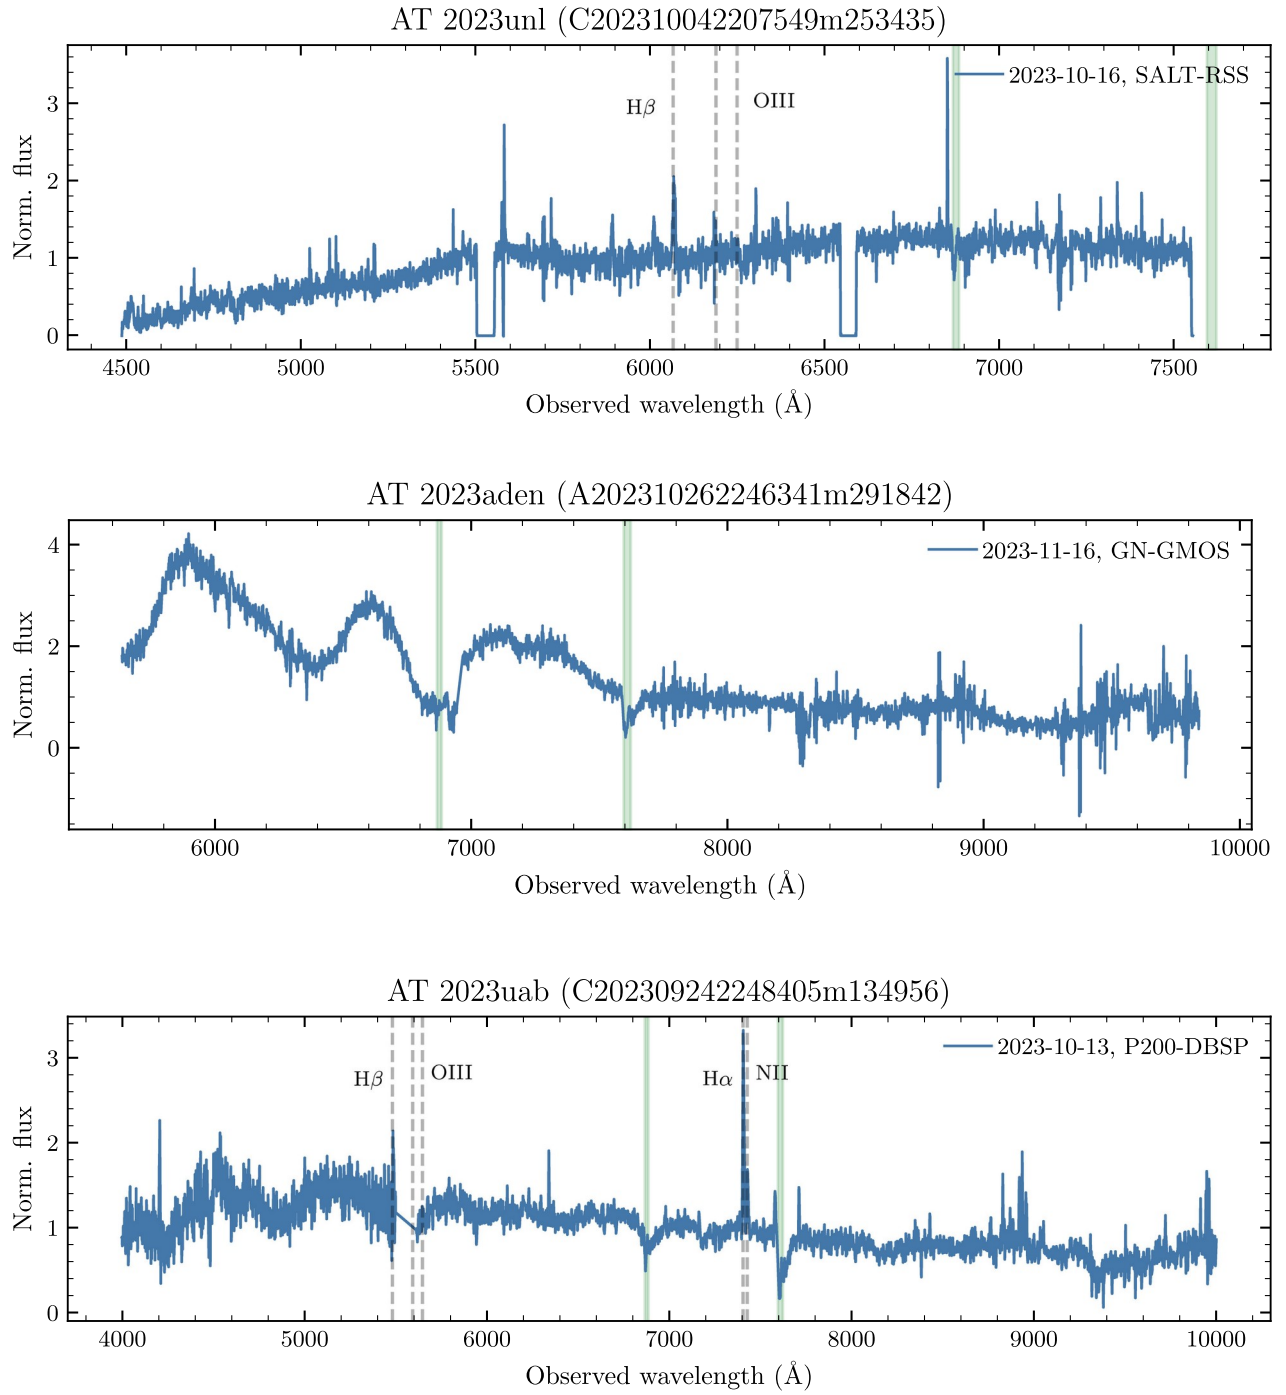 AT 2023unl (C202310042207549m253435)
2023-10-16, SALT-RSS
Hβ
OIII
Norm. flux
3
2
1
0
4500 5000 5500 6000 6500 7000 7500
Observed wavelength (Å)
AT 2023aden (A202310262246341m291842)
2023-11-16, GN-GMOS
Norm. flux
4
2
0
6000 7000 8000 9000 10000
Observed wavelength (Å)
AT 2023uab (C202309242248405m134956)
2023-10-13, P200-DBSP
Hβ
OIII
Hα
NII
Norm. flux
3
2
1
0
4000 5000 6000 7000 8000 9000 10000
Observed wavelength (Å)